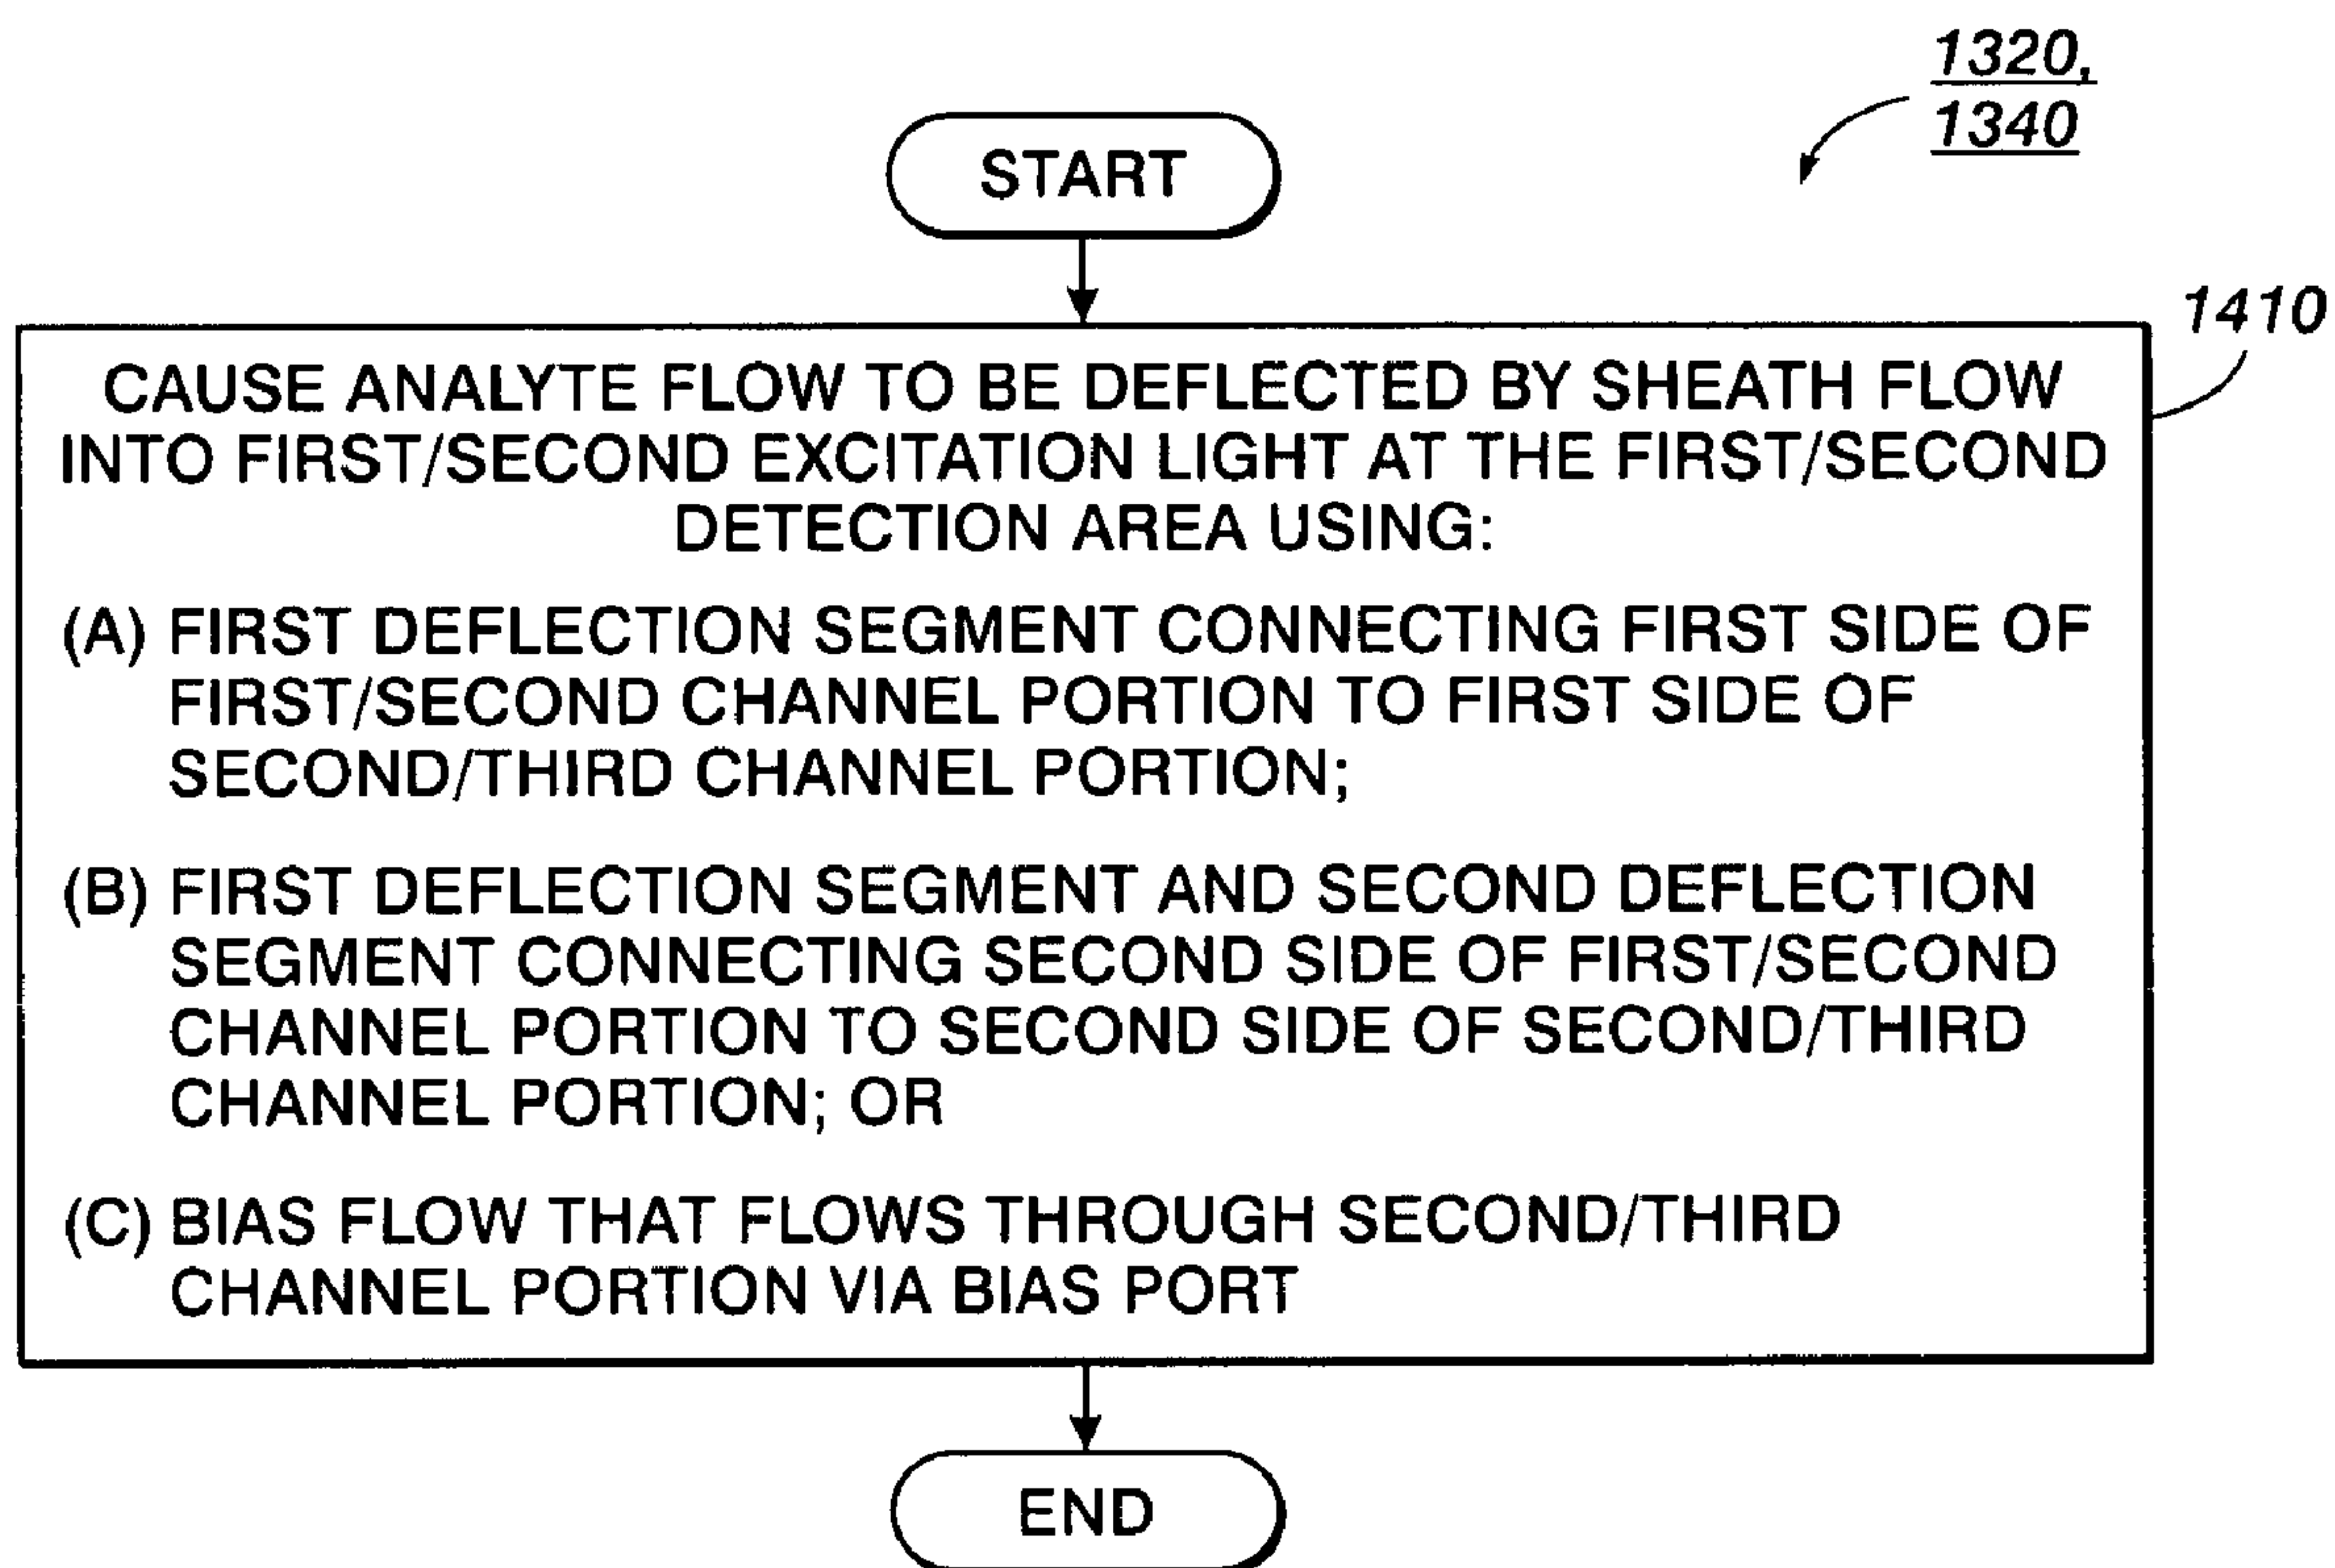 1320,
1340
START
1410
CAUSE ANALYTE FLOW TO BE DEFLECTED BY SHEATH FLOW
INTO FIRST/SECOND EXCITATION LIGHT AT THE FIRST/SECOND
DETECTION AREA USING:
(A) FIRST DEFLECTION SEGMENT CONNECTING FIRST SIDE OF
FIRST/SECOND CHANNEL PORTION TO FIRST SIDE OF
SECOND/THIRD CHANNEL PORTION;
(B) FIRST DEFLECTION SEGMENT AND SECOND DEFLECTION
SEGMENT CONNECTING SECOND SIDE OF FIRST/SECOND
CHANNEL PORTION TO SECOND SIDE OF SECOND/THIRD
CHANNEL PORTION; OR
(C) BIAS FLOW THAT FLOWS THROUGH SECOND/THIRD
CHANNEL PORTION VIA BIAS PORT
END